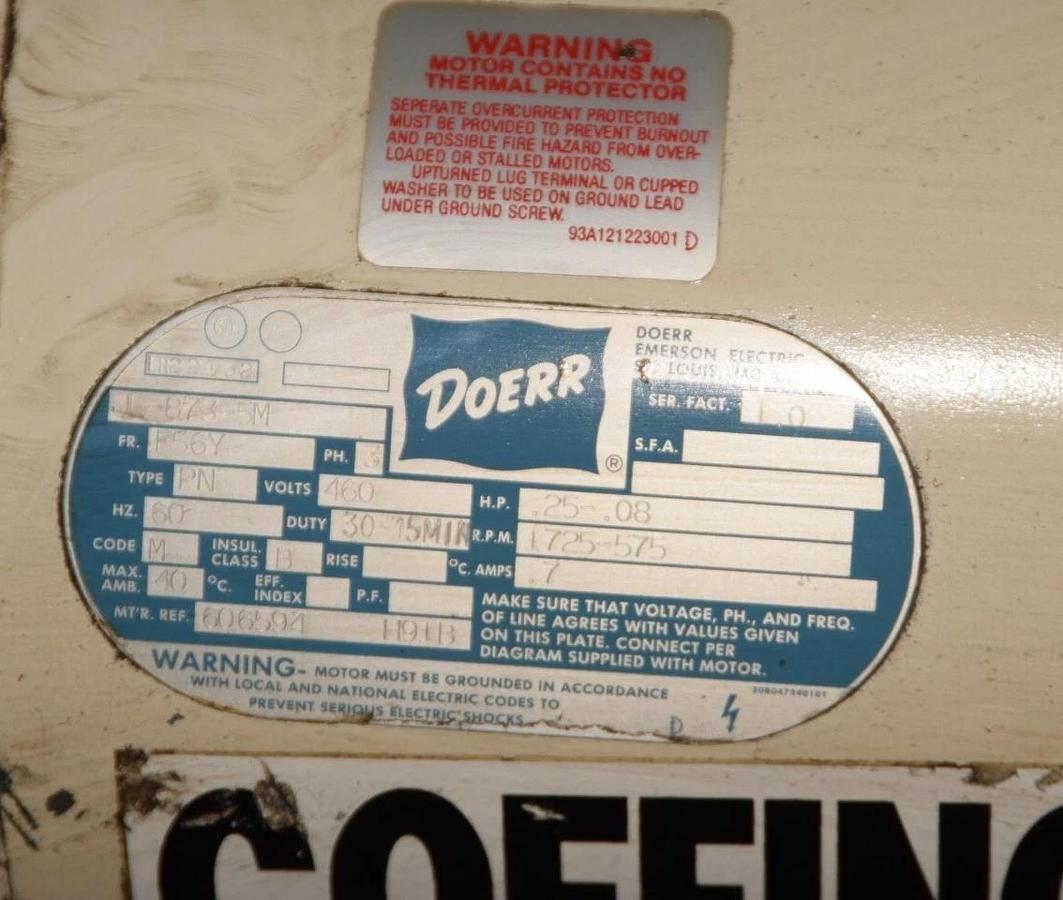 WARNING
MOTOR CONTAINS NO
THERMAL PROTECTOR
SEPERATE OVERCURRENT PROTECTION
MUST BE PROVIDED TO PREVENT BURNOUT
AND POSSIBLE FIRE HAZARD FROM OVER-
LOADED OR STALLED MOTORS.
UPTURNED LUG TERMINAL OR CUPPED
WASHER TO BE USED ON GROUND LEAD
UNDER GROUND SCREW.
93A121223001 D
DOERR
®
DOERR
EMERSON ELECTRIC
ST. LOUIS, MO.
SER. FACT. 1.0
S.F.A.
FR. F56Y PH. 3
TYPE PN VOLTS 460
HZ. 60 DUTY 30-15MIN
CODE M INSUL. CLASS B RISE °C.
MAX. AMB. 40 °C. EFF. INDEX P.F.
MT'R. REF. 606594
H.P. .25-.08
R.P.M. 1725-575
AMPS .7
MAKE SURE THAT VOLTAGE, PH., AND FREQ.
OF LINE AGREES WITH VALUES GIVEN
ON THIS PLATE. CONNECT PER
DIAGRAM SUPPLIED WITH MOTOR.
WARNING- MOTOR MUST BE GROUNDED IN ACCORDANCE
WITH LOCAL AND NATIONAL ELECTRIC CODES TO
PREVENT SERIOUS ELECTRIC SHOCKS
D
COFFING